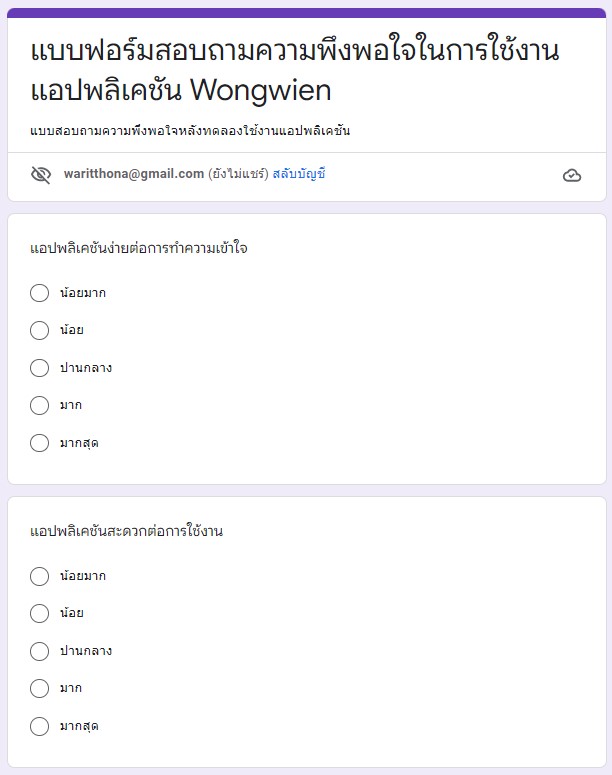 แบบฟอร์มสอบถามความพึงพอใจในการใช้งาน
แอปพลิเคชัน Wongwien
แบบสอบถามความพึงพอใจหลังทดลองใช้งานแอปพลิเคชัน
waritthona@gmail.com (ยังไม่แชร์) สลับบัญชี
แอปพลิเคชันง่ายต่อการทำความเข้าใจ
น้อยมาก
น้อย
ปานกลาง
มาก
มากสุด
แอปพลิเคชันสะดวกต่อการใช้งาน
น้อยมาก
น้อย
ปานกลาง
มาก
มากสุด